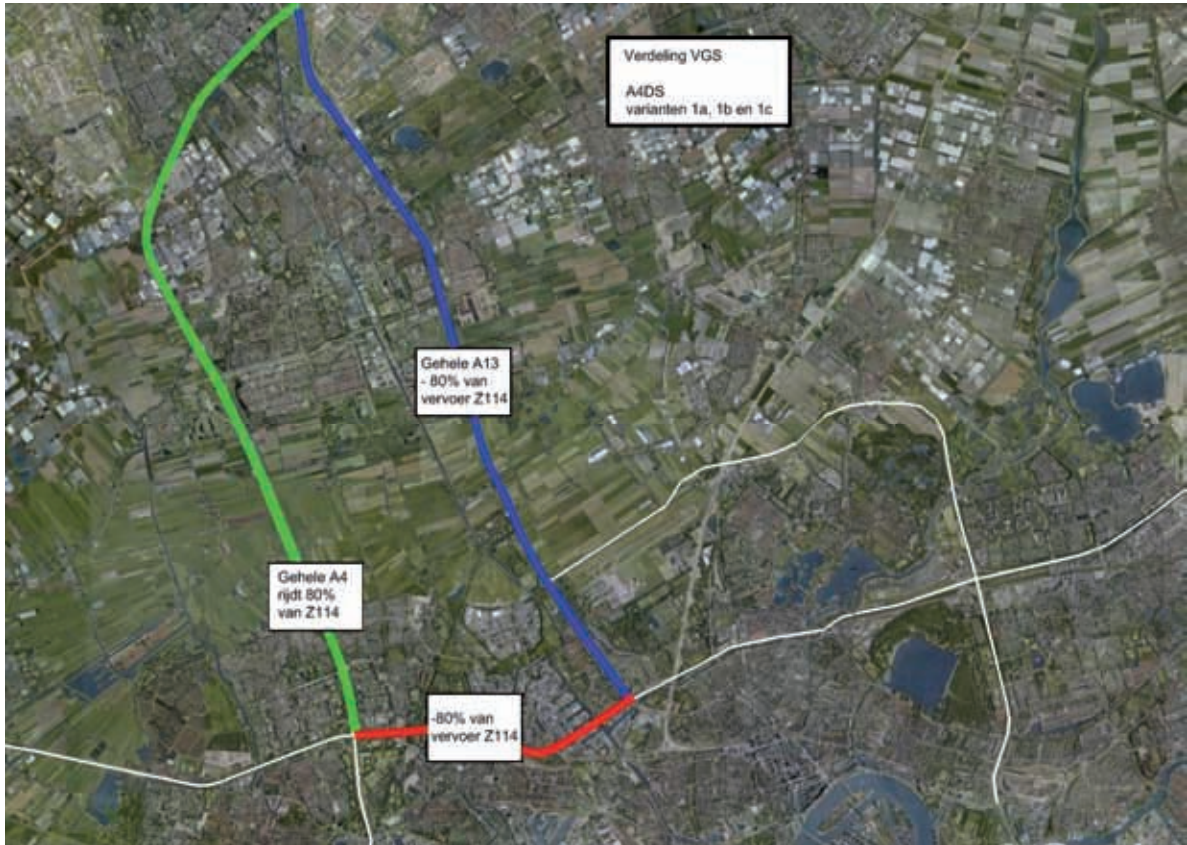 Verdeling VGS
A4DS
varianten 1a, 1b en 1c
Gehele A13
- 80% van
vervoer Z114
Gehele A4
rijdt 80%
van Z114
-80% van
vervoer Z114